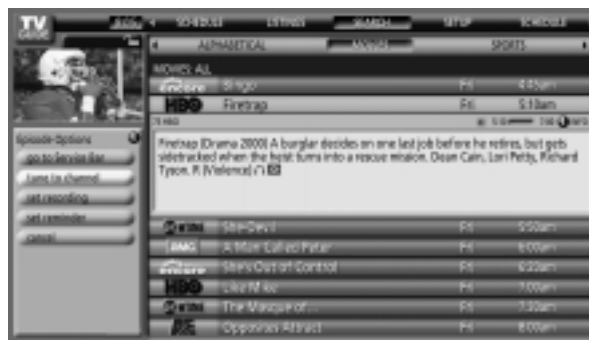 TV
GUIDE
SCHEDULE LISTINGS SEARCH SETUP SCHEDULE
ALPHABETICAL MOVIES SPORTS
MOVIES: ALL
encore Bingo Fri
HBO Firetrap Fri 5:10am
Firetrap (Drama 2000) A burglar decides on one last job before he retires, but gets
sidetracked when the heist turns into a rescue mission. Dean Cain, Lori Petty, Richard
Tyson. R (Violence)
Episode Options
go to Service Bar
tune to channel
set recording
set reminder
cancel
She-Devil Fri
AMC A Man Called Peter Fri 6:00am
encore She's Out of Control Fri
HBO Like Mike Fri 7:00am
The Masque of... Fri 7:30am
Opposites Attract Fri 8:00am